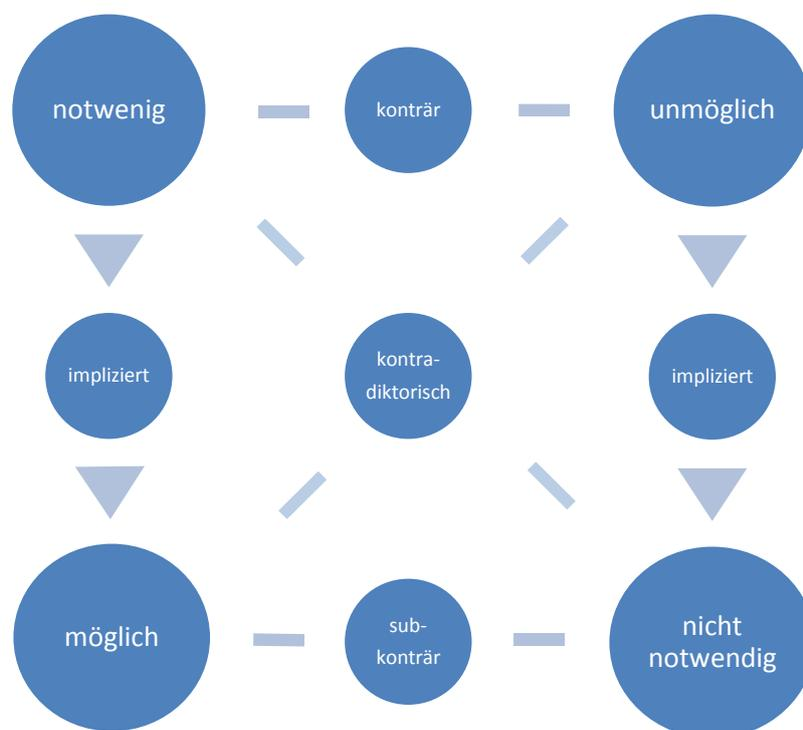 notwenig
konträr
unmöglich
impliziert
kontra-
diktorisch
impliziert
möglich
sub-
konträr
nicht
notwendig